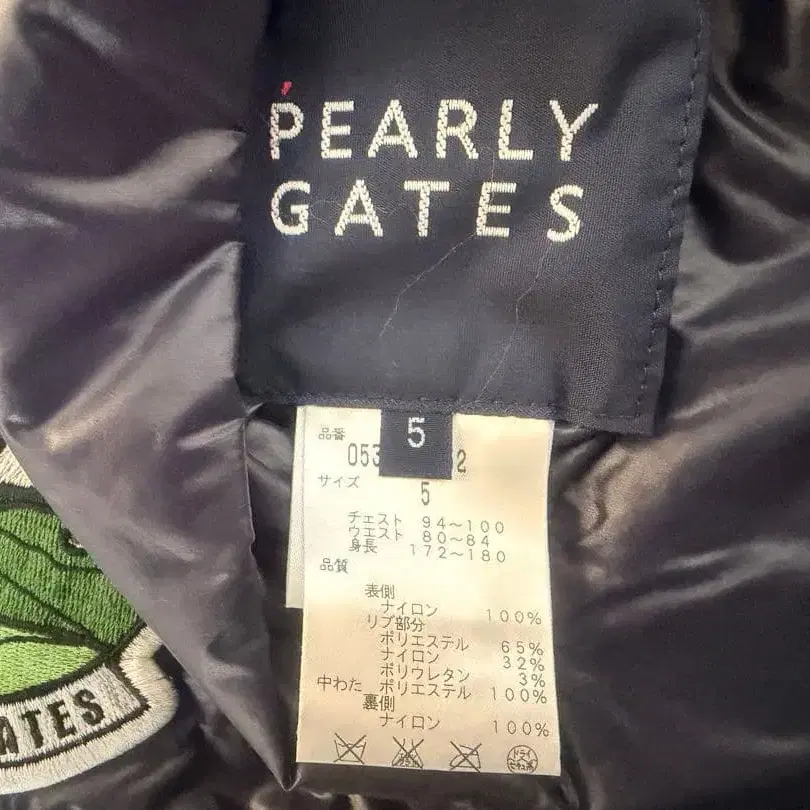 PEARLY
GATES
5
品番
053
2
サイズ
5
チェスト 94～100
ウエスト 80～84
身長 172～180
品質
表側
ナイロン 100%
リブ部分
ポリエステル 65%
ナイロン 32%
ポリウレタン 3%
中わた ポリエステル 100%
裏側
ナイロン 100%
ドライ
ATES